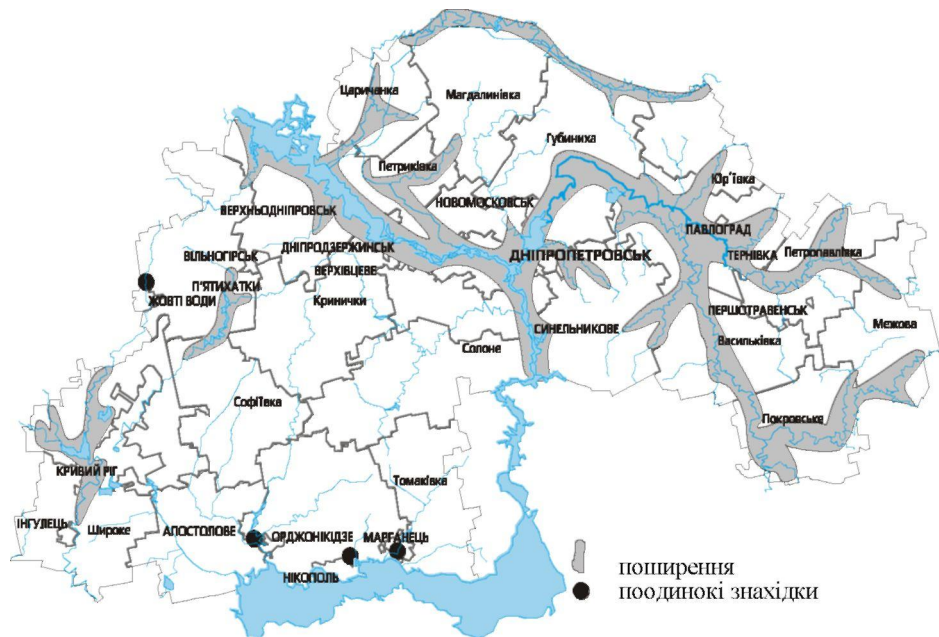 Царичанка
Магдалинівка
Губиниха
Петриківка
Юр'ївка
НОВОМОСКОВСЬК
ВЕРХНЬОДНІПРОВСЬК
ПАВЛОГРАД
ДНІПРОДЗЕРЖИНСЬК
ДНІПРОПЕТРОВСЬК
ТЕРНІВКА
Петропавлівка
ВІЛЬНОГІРСЬК
ВЕРХІВЦЕВЕ
П'ЯТИХАТКИ
ЖОВТІ ВОДИ
Кринички
ПЕРШОТРАВЕНСЬК
Межова
СИНЕЛЬНИКОВЕ
Васильківка
Солоне
Софіївка
Покровське
КРИВИЙ РІГ
Томаківка
ІНГУЛЕЦЬ
Широке
АПОСТОЛОВЕ
ОРДЖОНІКІДЗЕ
МАРГАНЕЦЬ
НІКОПОЛЬ
поширення
поодинокі знахідки